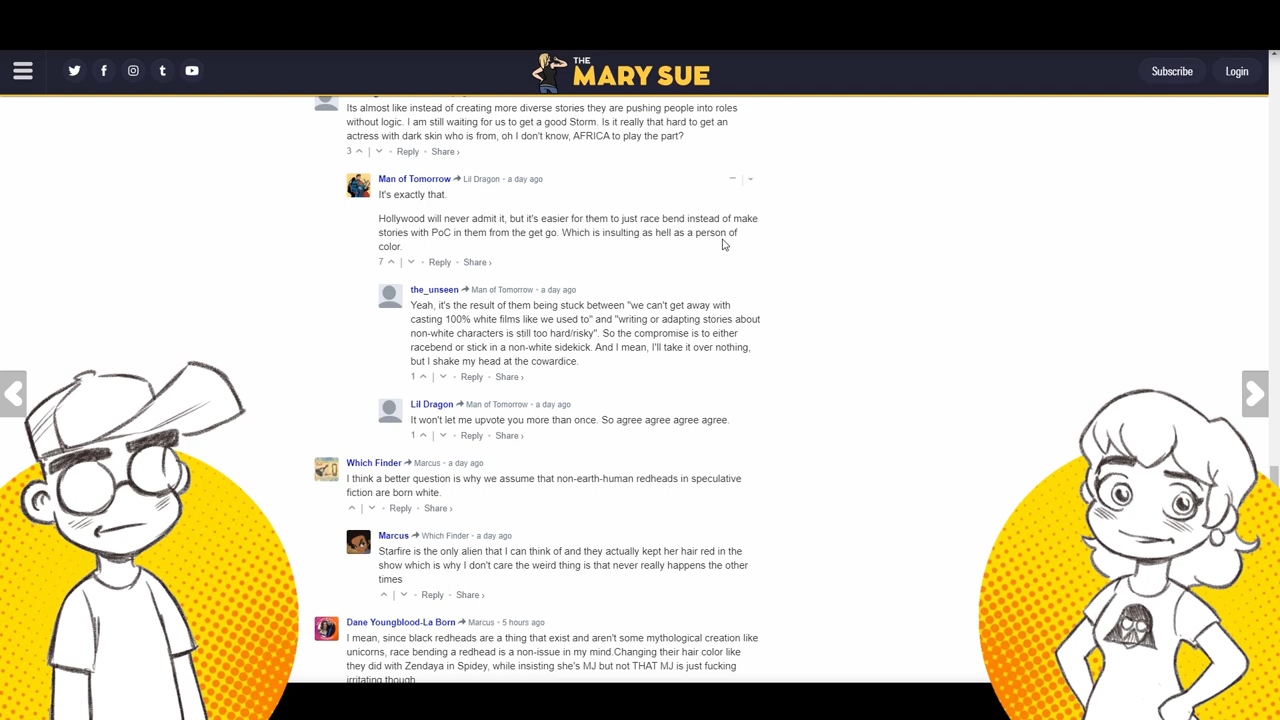 THE
MARY SUE
Subscribe
Login
Its almost like instead of creating more diverse stories they are pushing people into roles
without logic. I am still waiting for us to get a good Storm. Is it really that hard to get an
actress with dark skin who is from, oh I don't know, AFRICA to play the part?
3 • Reply • Share ›
Man of Tomorrow Lil Dragon • a day ago
It's exactly that.
Hollywood will never admit it, but it's easier for them to just race bend instead of make
stories with PoC in them from the get go. Which is insulting as hell as a person of
color.
7 • Reply • Share ›
the_unseen Man of Tomorrow • a day ago
Yeah, it's the result of them being stuck between "we can't get away with
casting 100% white films like we used to" and "writing or adapting stories about
non-white characters is still too hard/risky". So the compromise is to either
racebend or stick in a non-white sidekick. And I mean, I'll take it over nothing,
but I shake my head at the cowardice.
1 • Reply • Share ›
Lil Dragon Man of Tomorrow • a day ago
It won't let me upvote you more than once. So agree agree agree agree.
1 • Reply • Share ›
Which Finder Marcus • a day ago
I think a better question is why we assume that non-earth-human redheads in speculative
fiction are born white.
• Reply • Share ›
Marcus Which Finder • a day ago
Starfire is the only alien that I can think of and they actually kept her hair red in the
show which is why I don't care the weird thing is that never really happens the other
times
• Reply • Share ›
Dane Youngblood-La Born Marcus • 5 hours ago
I mean, since black redheads are a thing that exist and aren't some mythological creation like
unicorns, race bending a redhead is a non-issue in my mind.Changing their hair color like
they did with Zendaya in Spidey, while insisting she's MJ but not THAT MJ is just fucking
irritating though